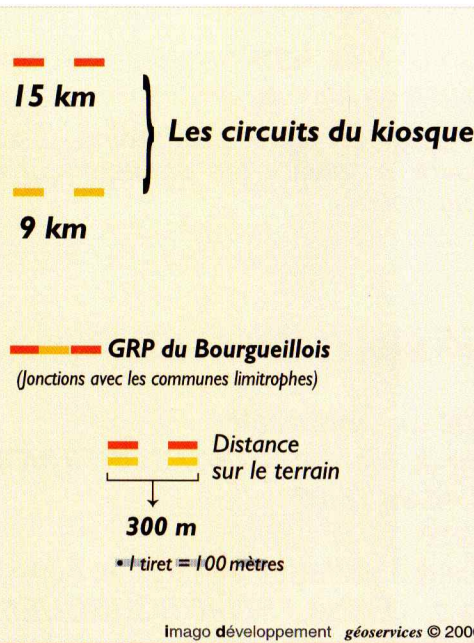 15 km
Les circuits du kiosque
9 km
GRP du Bourgueillois
(Jonctions avec les communes limitrophes)
Distance
sur le terrain
300 m
• 1 tiret = 100 mètres
imago développement géoservices © 200